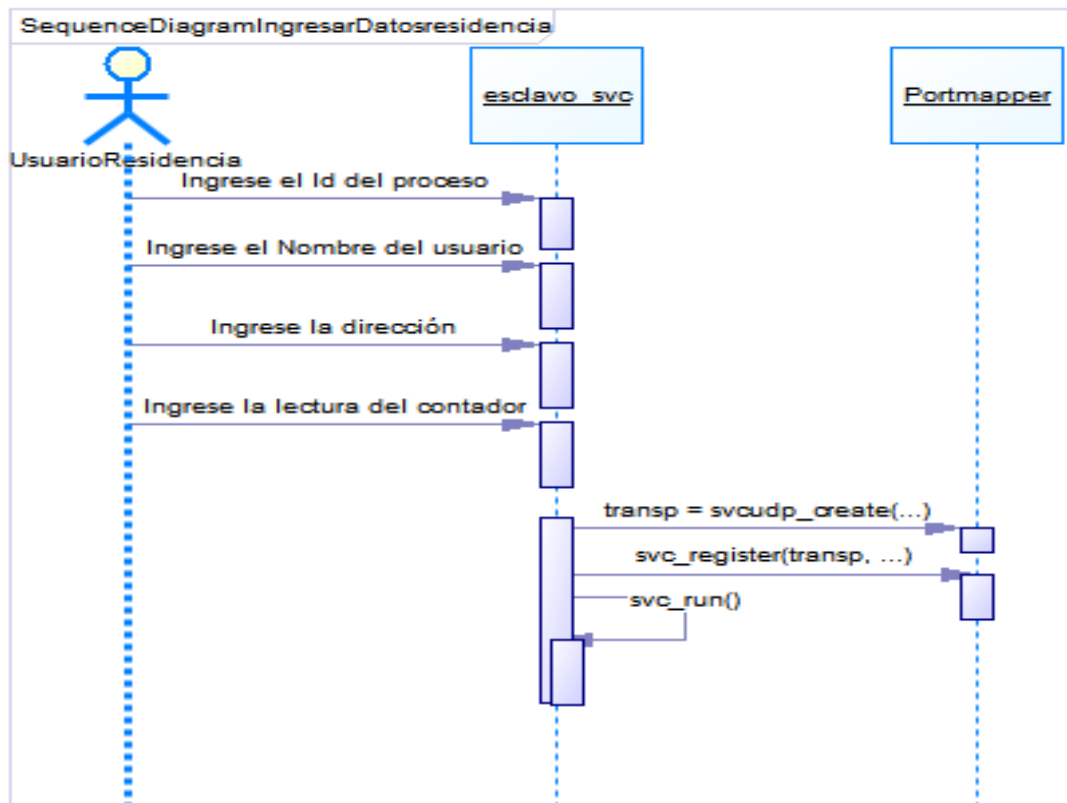 SequenceDiagramIngresarDatosresidencia
esclavo_svc
Portmapper
UsuarioResidencia
Ingrese el Id del proceso
Ingrese el Nombre del usuario
Ingrese la dirección
Ingrese la lectura del contador
transp = svcudp_create(...)
svc_register(transp, ...)
svc_run()